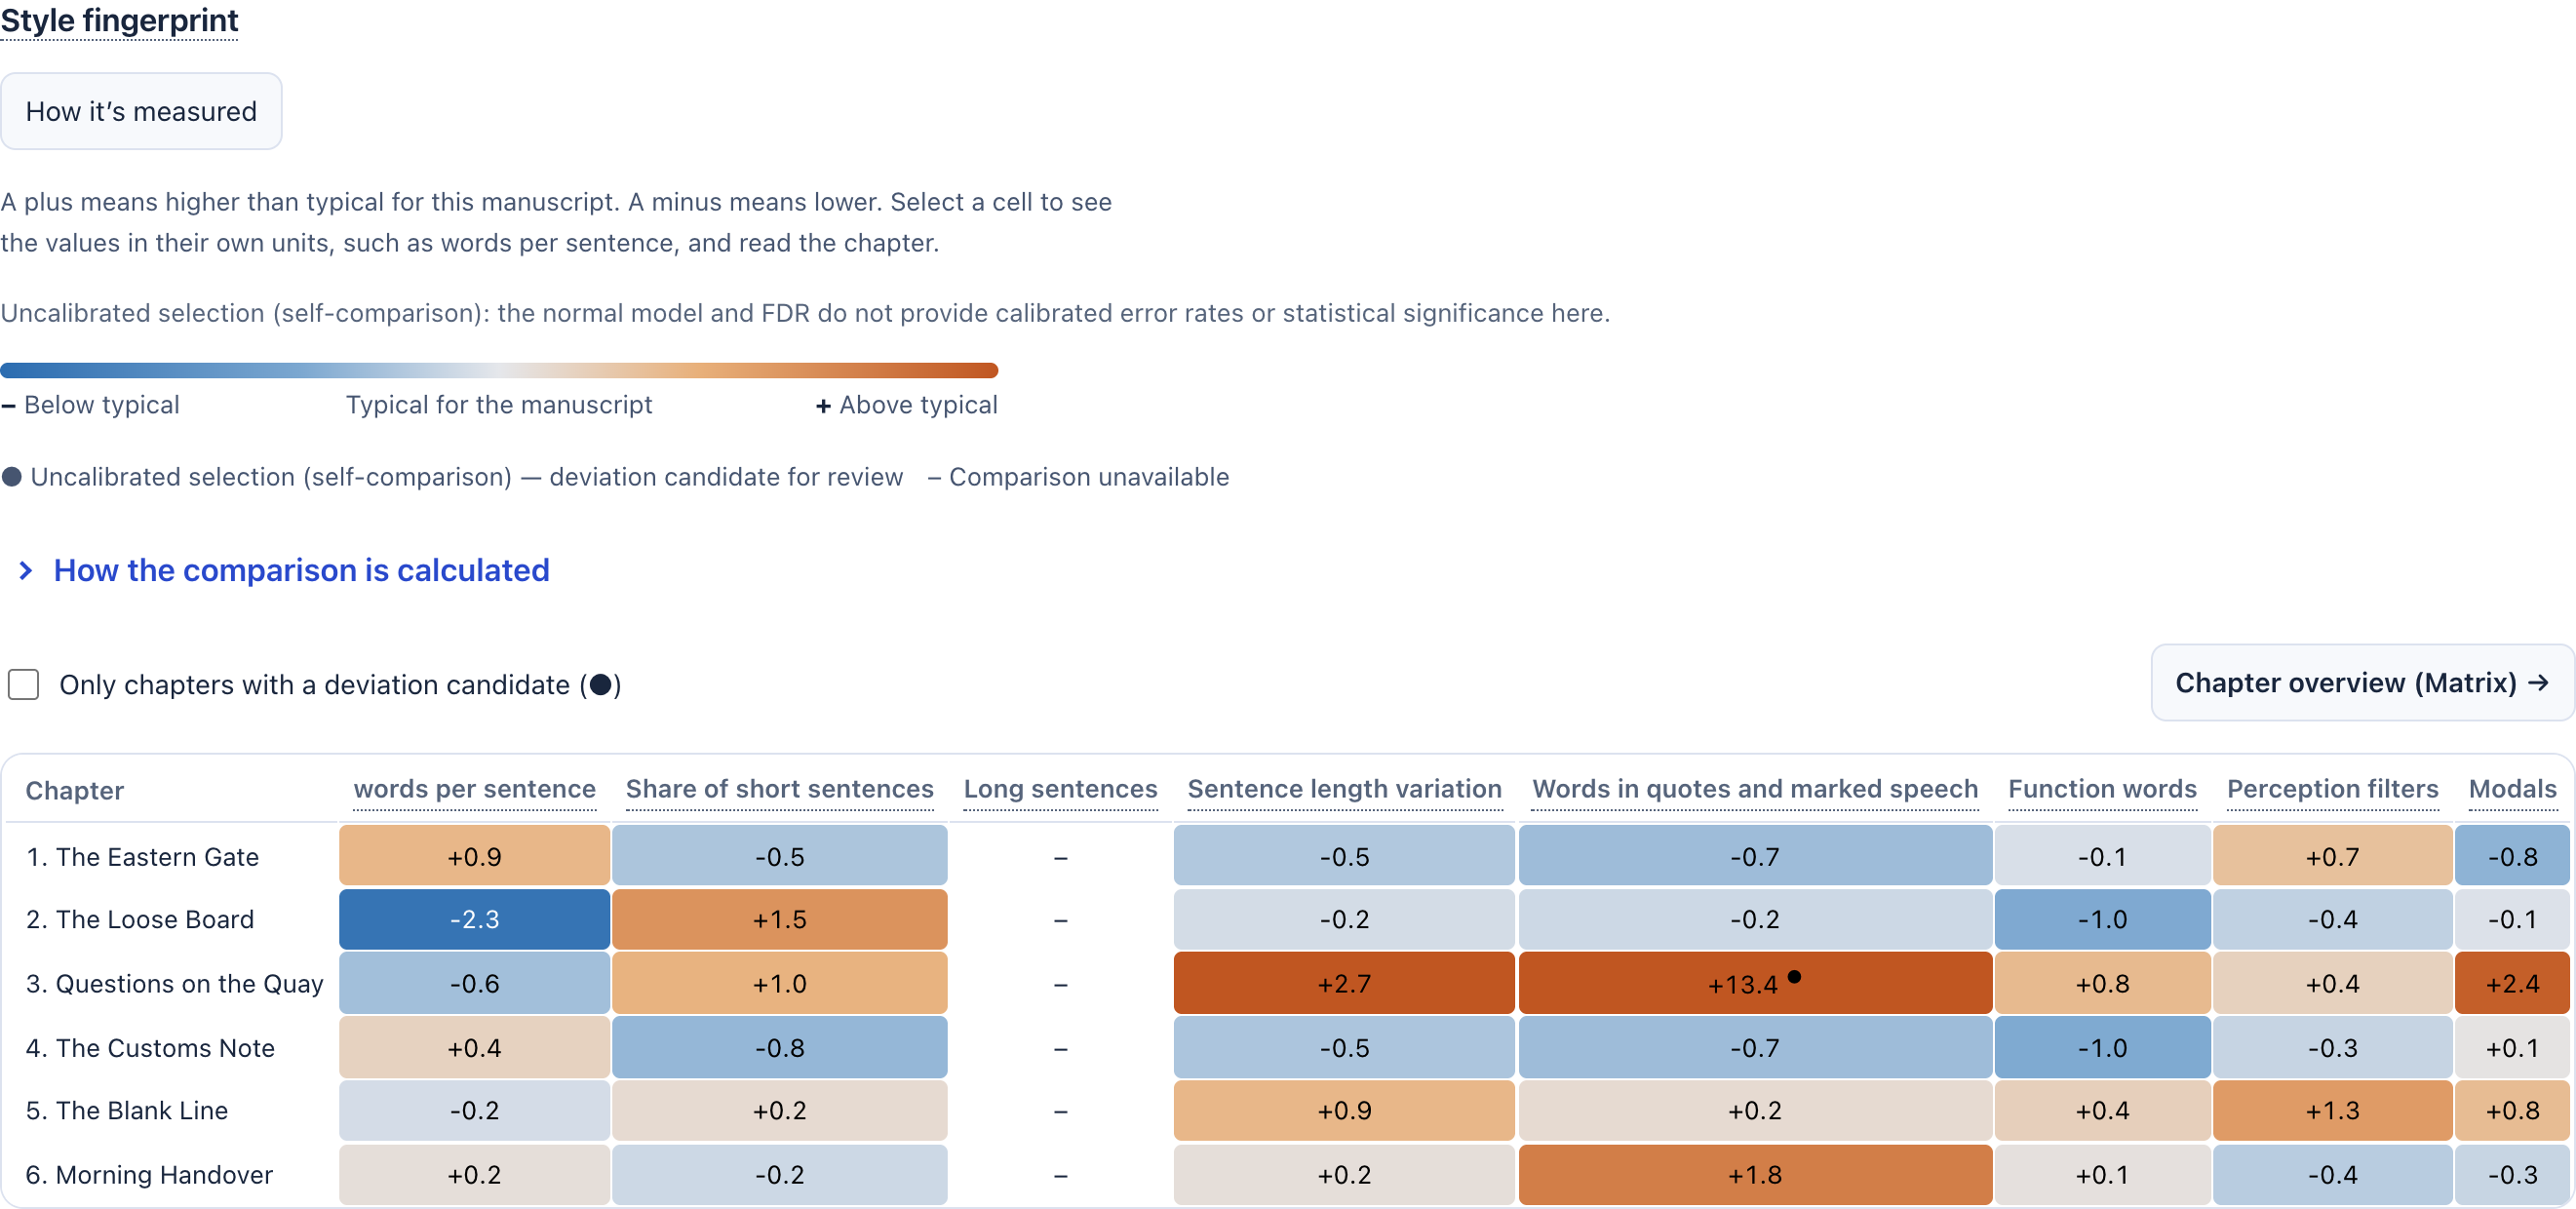 Style fingerprint
How it’s measured
A plus means higher than typical for this manuscript. A minus means lower. Select a cell to see
the values in their own units, such as words per sentence, and read the chapter.
Uncalibrated selection (self-comparison): the normal model and FDR do not provide calibrated error rates or statistical significance here.
− Below typical Typical for the manuscript + Above typical
● Uncalibrated selection (self-comparison) — deviation candidate for review – Comparison unavailable
› How the comparison is calculated
Only chapters with a deviation candidate (●) Chapter overview (Matrix) →
Chapter words per sentence Share of short sentences Long sentences Sentence length variation Words in quotes and marked speech Function words Perception filters Modals
1. The Eastern Gate +0.9 -0.5 – -0.5 -0.7 -0.1 +0.7 -0.8
2. The Loose Board -2.3 +1.5 – -0.2 -0.2 -1.0 -0.4 -0.1
3. Questions on the Quay -0.6 +1.0 – +2.7 +13.4 ● +0.8 +0.4 +2.4
4. The Customs Note +0.4 -0.8 – -0.5 -0.7 -1.0 -0.3 +0.1
5. The Blank Line -0.2 +0.2 – +0.9 +0.2 +0.4 +1.3 +0.8
6. Morning Handover +0.2 -0.2 – +0.2 +1.8 +0.1 -0.4 -0.3